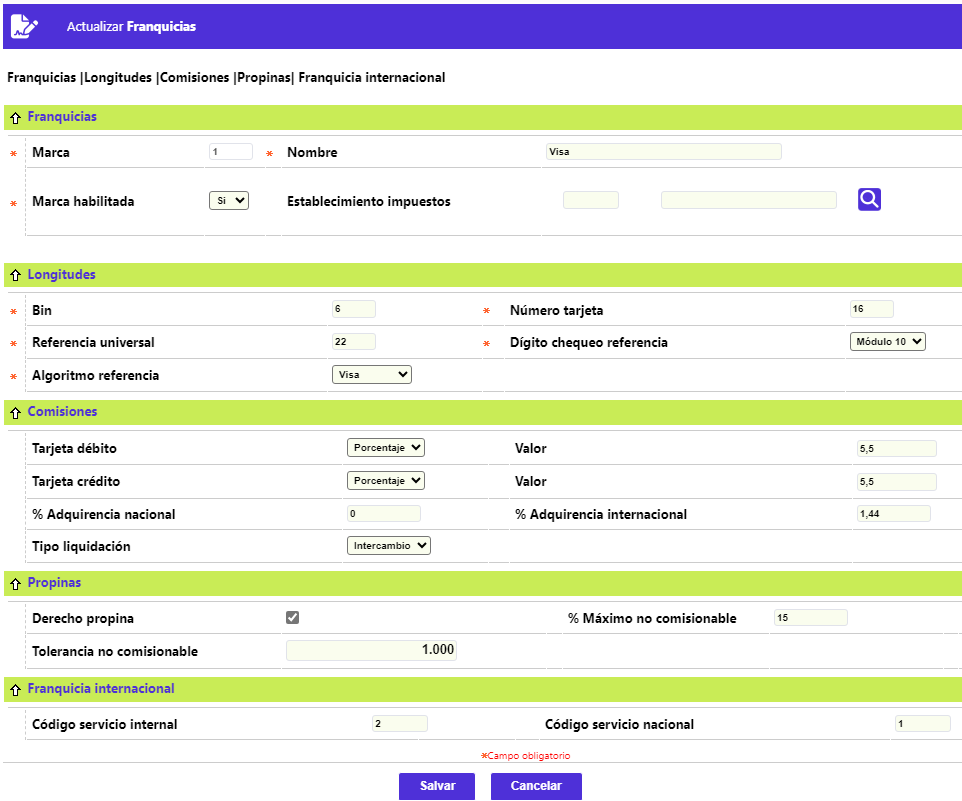 Actualizar Franquicias
Franquicias |Longitudes |Comisiones |Propinas| Franquicia internacional
Franquicias
* Marca 1 * Nombre Visa
* Marca habilitada Si Establecimiento impuestos
Longitudes
* Bin 6 * Número tarjeta 16
* Referencia universal 22 * Dígito chequeo referencia Módulo 10
* Algoritmo referencia Visa
Comisiones
Tarjeta débito Porcentaje Valor 5,5
Tarjeta crédito Porcentaje Valor 5,5
% Adquirencia nacional 0 % Adquirencia internacional 1,44
Tipo liquidación Intercambio
Propinas
Derecho propina % Máximo no comisionable 15
Tolerancia no comisionable 1.000
Franquicia internacional
Código servicio internal 2 Código servicio nacional 1
*Campo obligatorio
Salvar Cancelar